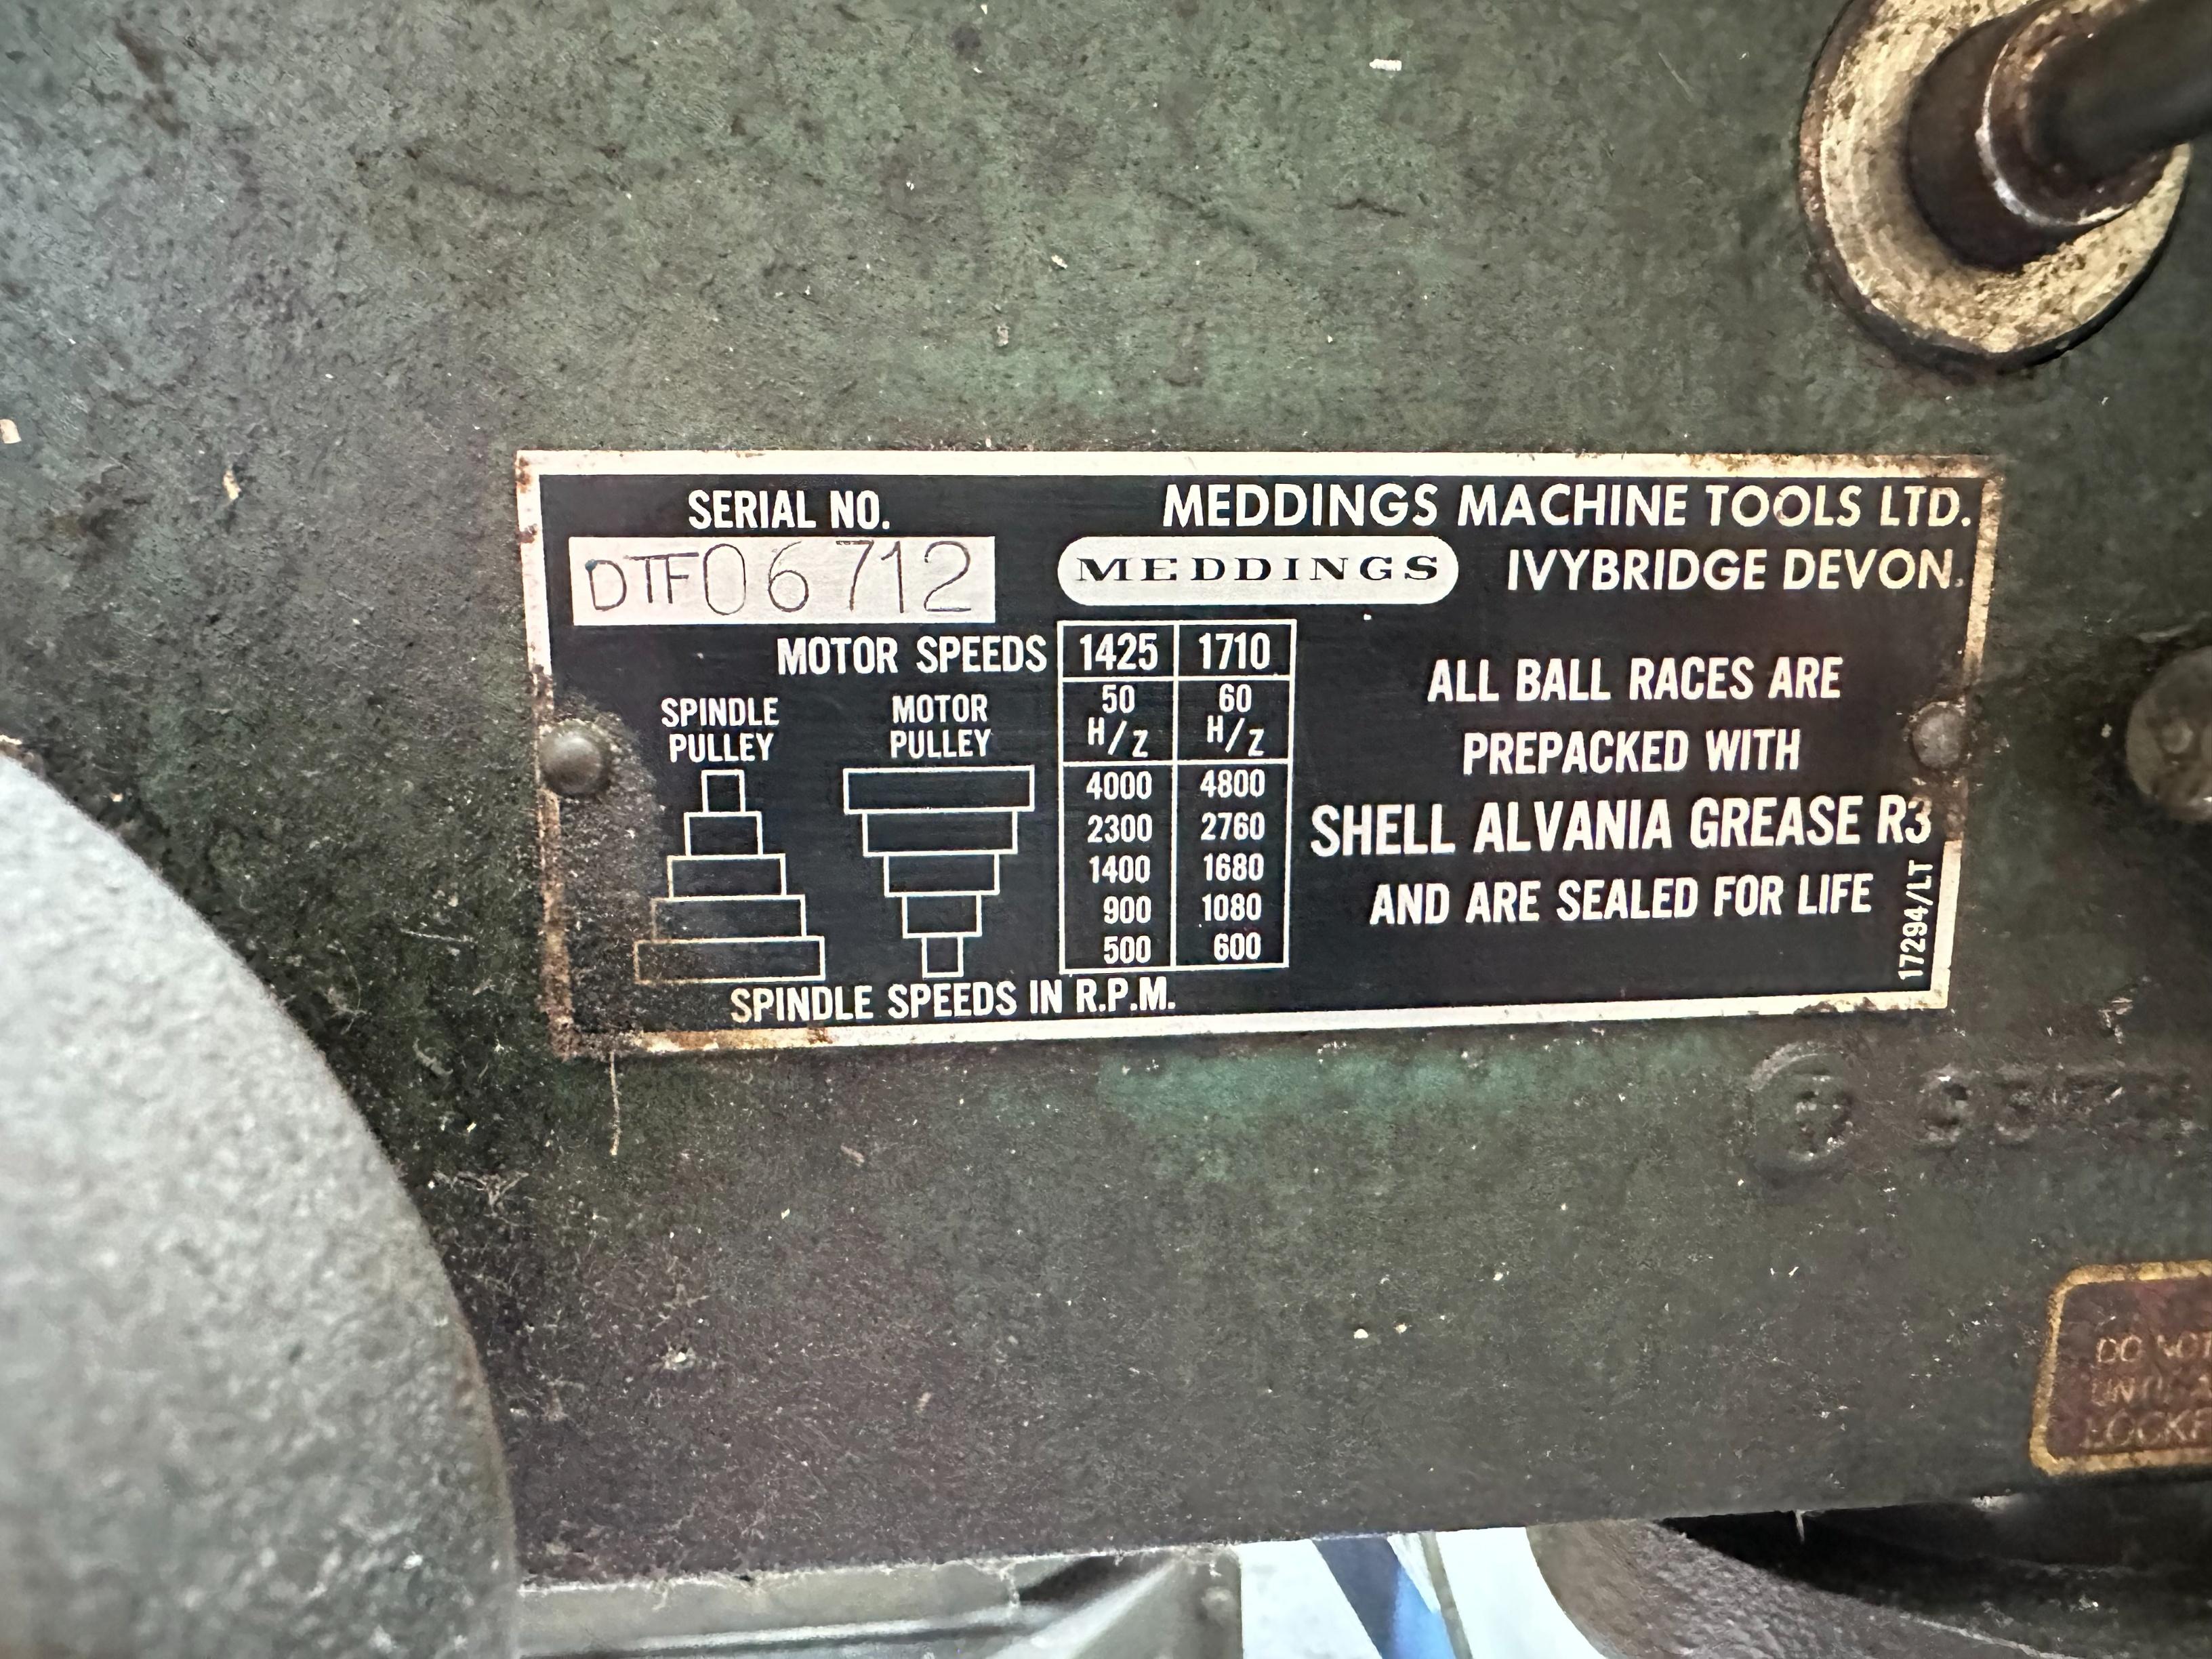 SERIAL NO.
DTF06712
MEDDINGS MACHINE TOOLS LTD.
MEDDINGS
IVYBRIDGE DEVON.
MOTOR SPEEDS 1425 1710
SPINDLE PULLEY
MOTOR PULLEY
50 H/z
60 H/z
4000 4800
2300 2760
1400 1680
900 1080
500 600
SPINDLE SPEEDS IN R.P.M.
ALL BALL RACES ARE
PREPACKED WITH
SHELL ALVANIA GREASE R3
AND ARE SEALED FOR LIFE
17294/LT
DO NOT